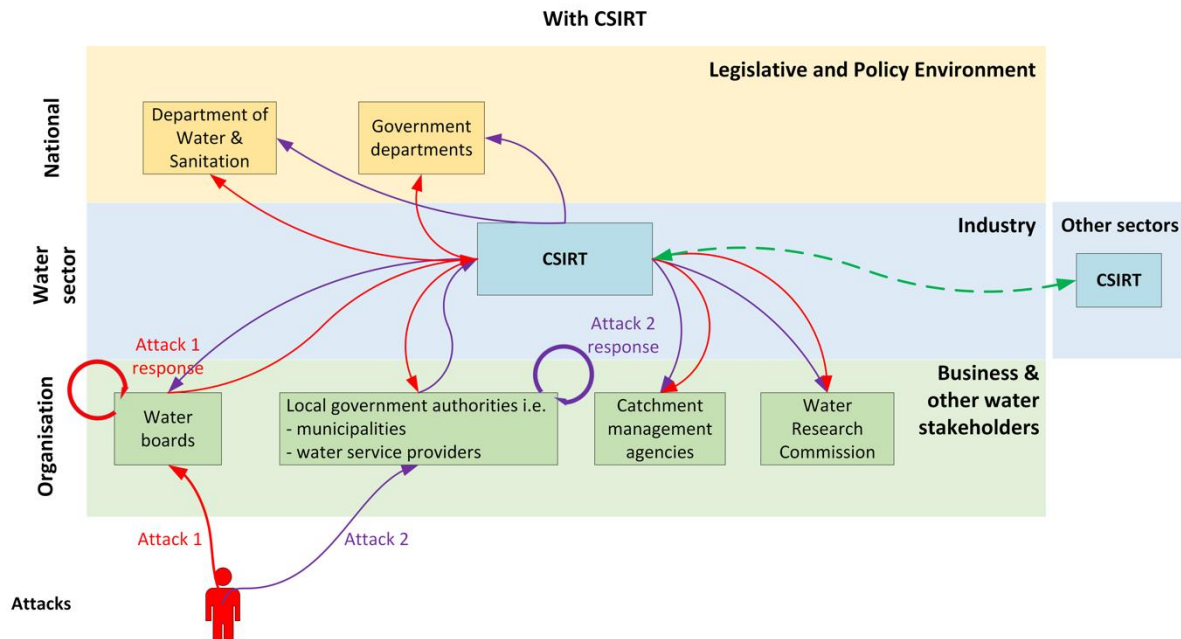 With CSIRT
Legislative and Policy Environment
National
Department of
Water &
Sanitation
Government
departments
Water
sector
Industry
Other sectors
CSIRT
CSIRT
Attack 1
response
Attack 2
response
Organisation
Business &
other water
stakeholders
Water
boards
Local government authorities i.e.
- municipalities
- water service providers
Catchment
management
agencies
Water
Research
Commission
Attack 1
Attack 2
Attacks